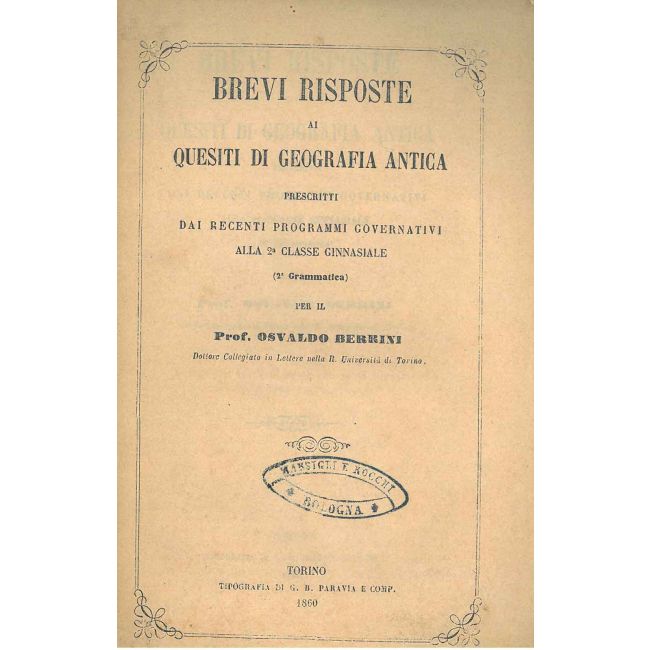 BREVI RISPOSTE
AI
QUESITI DI GEOGRAFIA ANTICA
PRESCRITTI
DAI RECENTI PROGRAMMI GOVERNATIVI
ALLA 2ª CLASSE GINNASIALE
(2ª Grammatica)
PER IL
Prof. OSVALDO BERRINI
Dottore Collegiato in Lettere nella R. Università di Torino.
MARSIGLI E ROCCHI
* BOLOGNA *
TORINO
TIPOGRAFIA DI G. B. PARAVIA E COMP.
1860